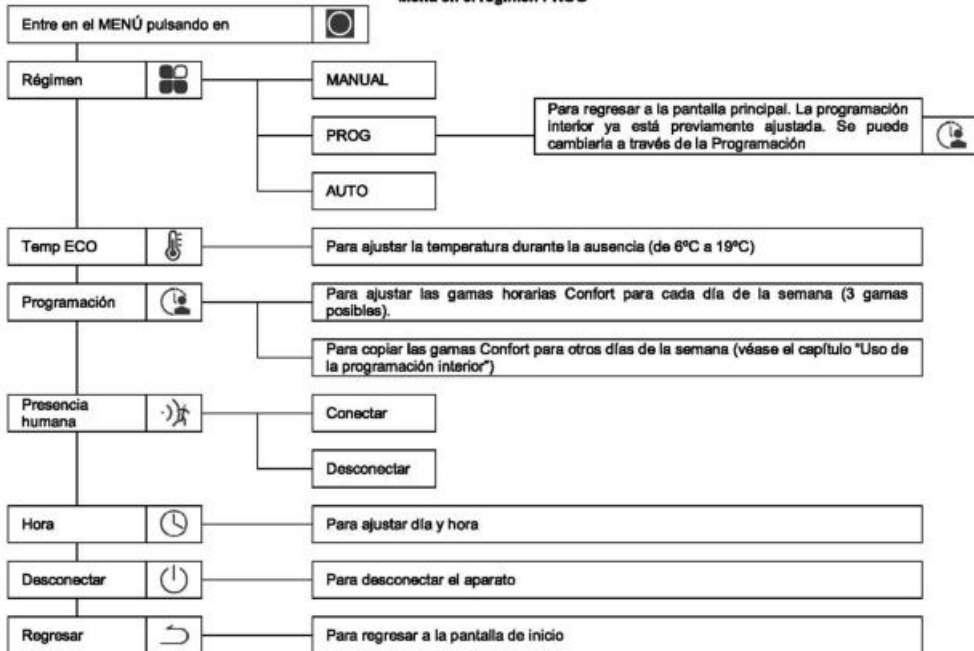 Menú en el régimen PROG
Entre en el MENÚ pulsando en
Régimen
MANUAL
PROG
Para regresar a la pantalla principal. La programación
interior ya está previamente ajustada. Se puede
cambiarla a través de la Programación
AUTO
Temp ECO
Para ajustar la temperatura durante la ausencia (de 6ºC a 19ºC)
Programación
Para ajustar las gamas horarias Confort para cada día de la semana (3 gamas
posibles).
Para copiar las gamas Confort para otros días de la semana (véase el capítulo "Uso de
la programación interior")
Presencia
humana
Conectar
Desconectar
Hora
Para ajustar día y hora
Desconectar
Para desconectar el aparato
Regresar
Para regresar a la pantalla de inicio